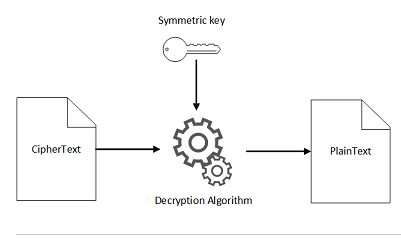 Symmetric key
CipherText
PlainText
Decryption Algorithm